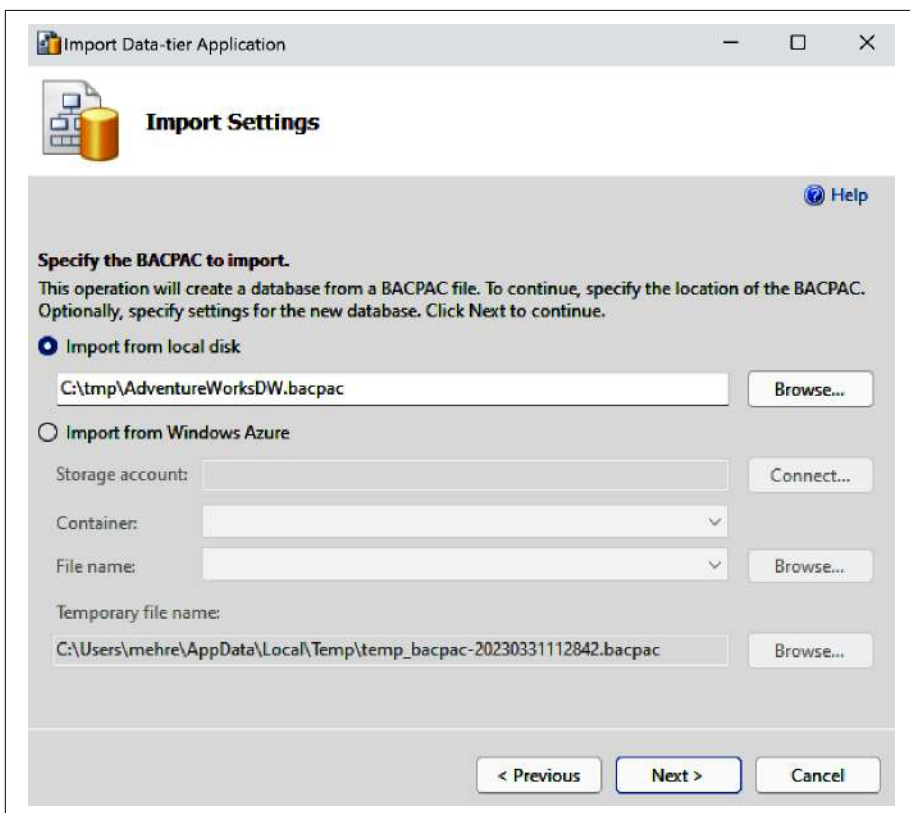 Import Data-tier Application
Import Settings
Help
Specify the BACPAC to import.
This operation will create a database from a BACPAC file. To continue, specify the location of the BACPAC.
Optionally, specify settings for the new database. Click Next to continue.
Import from local disk
C:\tmp\AdventureWorksDW.bacpac
Browse...
Import from Windows Azure
Storage account:
Connect...
Container:
File name:
Browse...
Temporary file name:
C:\Users\mehre\AppData\Local\Temp\temp_bacpac-20230331112842.bacpac
Browse...
< Previous
Next >
Cancel